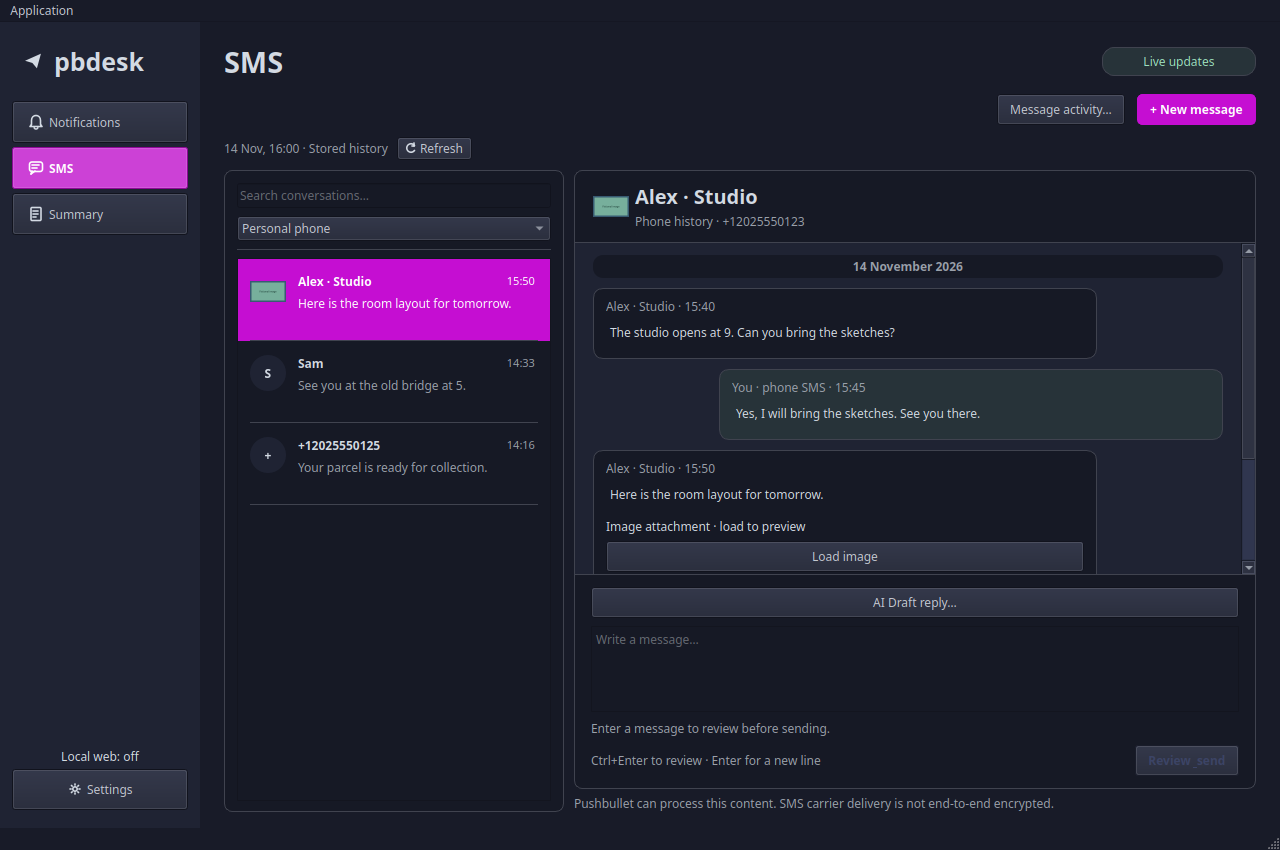 Application
pbdesk
Notifications
SMS
Summary
Local web: off
Settings
SMS
Live updates
Message activity...
+ New message
14 Nov, 16:00 · Stored history
Refresh
Search conversations...
Personal phone
Alex · Studio
15:50
Here is the room layout for tomorrow.
S
Sam
14:33
See you at the old bridge at 5.
+
+12025550125
14:16
Your parcel is ready for collection.
Alex · Studio
Phone history · +12025550123
14 November 2026
Alex · Studio · 15:40
The studio opens at 9. Can you bring the sketches?
You · phone SMS · 15:45
Yes, I will bring the sketches. See you there.
Alex · Studio · 15:50
Here is the room layout for tomorrow.
Image attachment · load to preview
Load image
AI Draft reply...
Write a message...
Enter a message to review before sending.
Ctrl+Enter to review · Enter for a new line
Review_send
Pushbullet can process this content. SMS carrier delivery is not end-to-end encrypted.